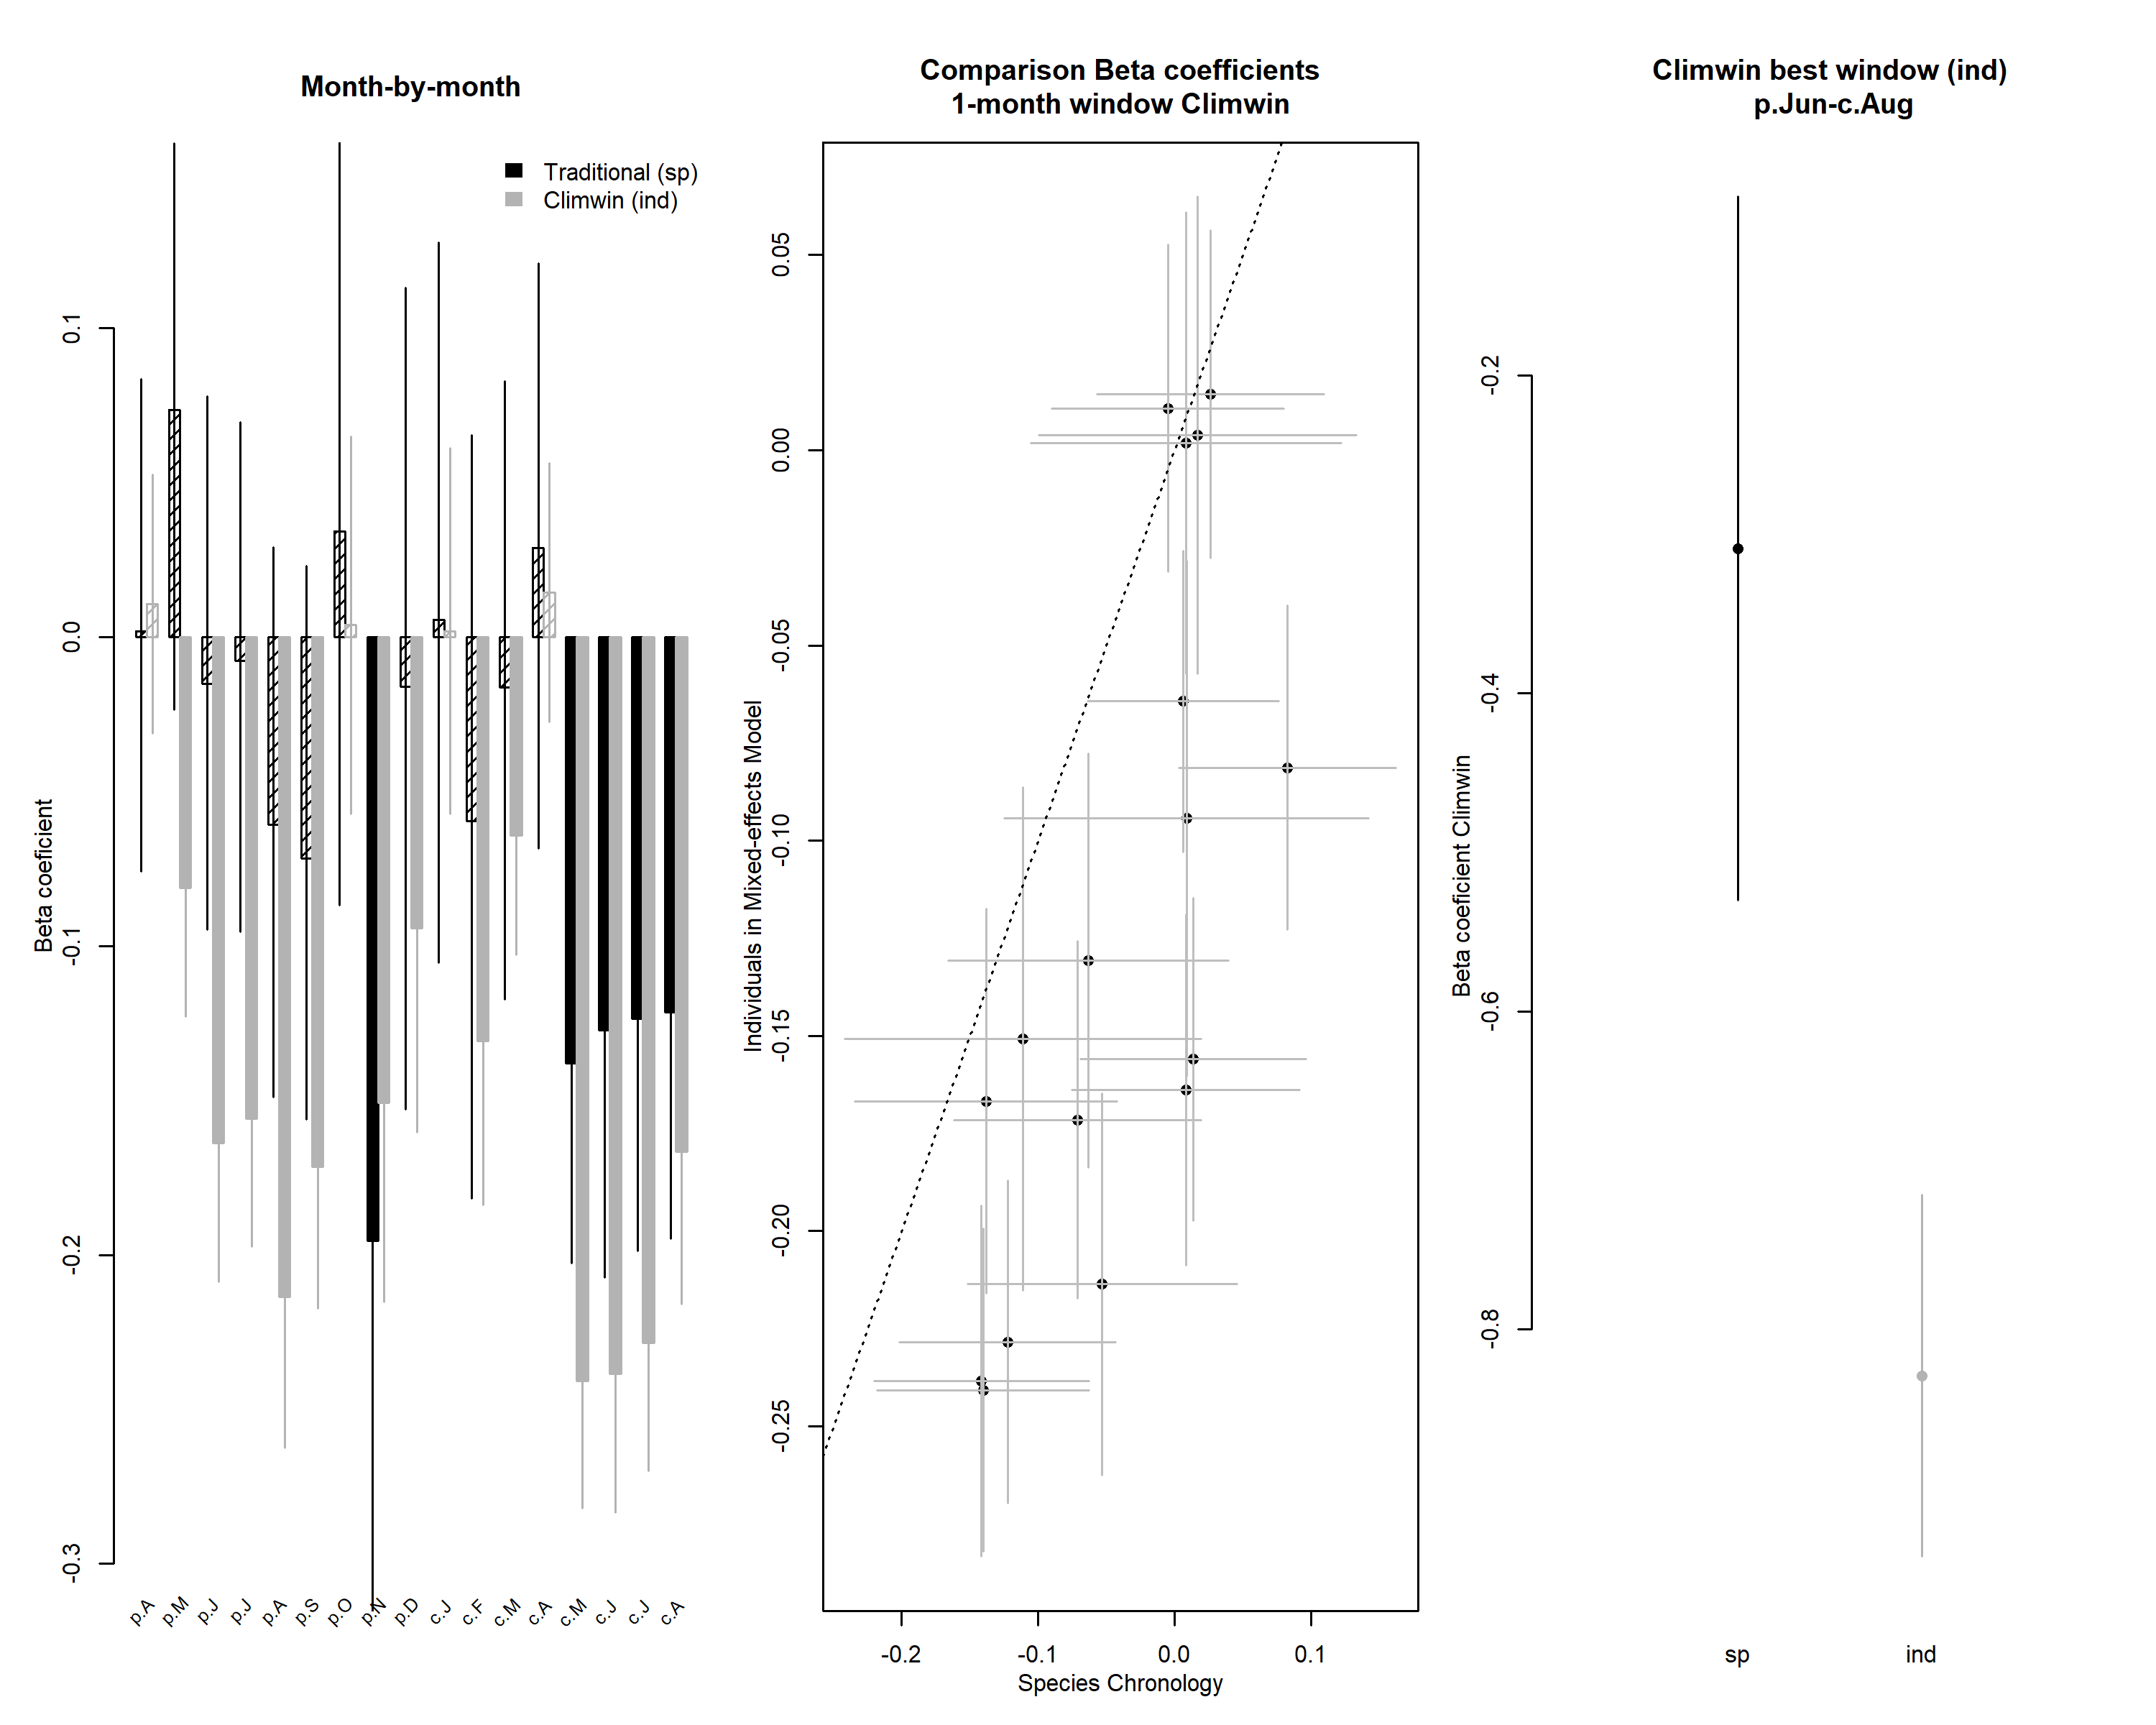 Month-by-month
Traditional (sp)
Climwin (ind)
Beta coeficient
0.1
0.0
-0.1
-0.2
-0.3
p.A
p.M
p.J
p.J
p.A
p.S
p.O
p.N
p.D
c.J
c.F
c.M
c.A
c.M
c.J
c.J
c.A
Comparison Beta coefficients
1-month window Climwin
Individuals in Mixed-effects Model
0.05
0.00
-0.05
-0.10
-0.15
-0.20
-0.25
-0.2
-0.1
0.0
0.1
Species Chronology
Climwin best window (ind)
p.Jun-c.Aug
Beta coeficient Climwin
-0.2
-0.4
-0.6
-0.8
sp
ind